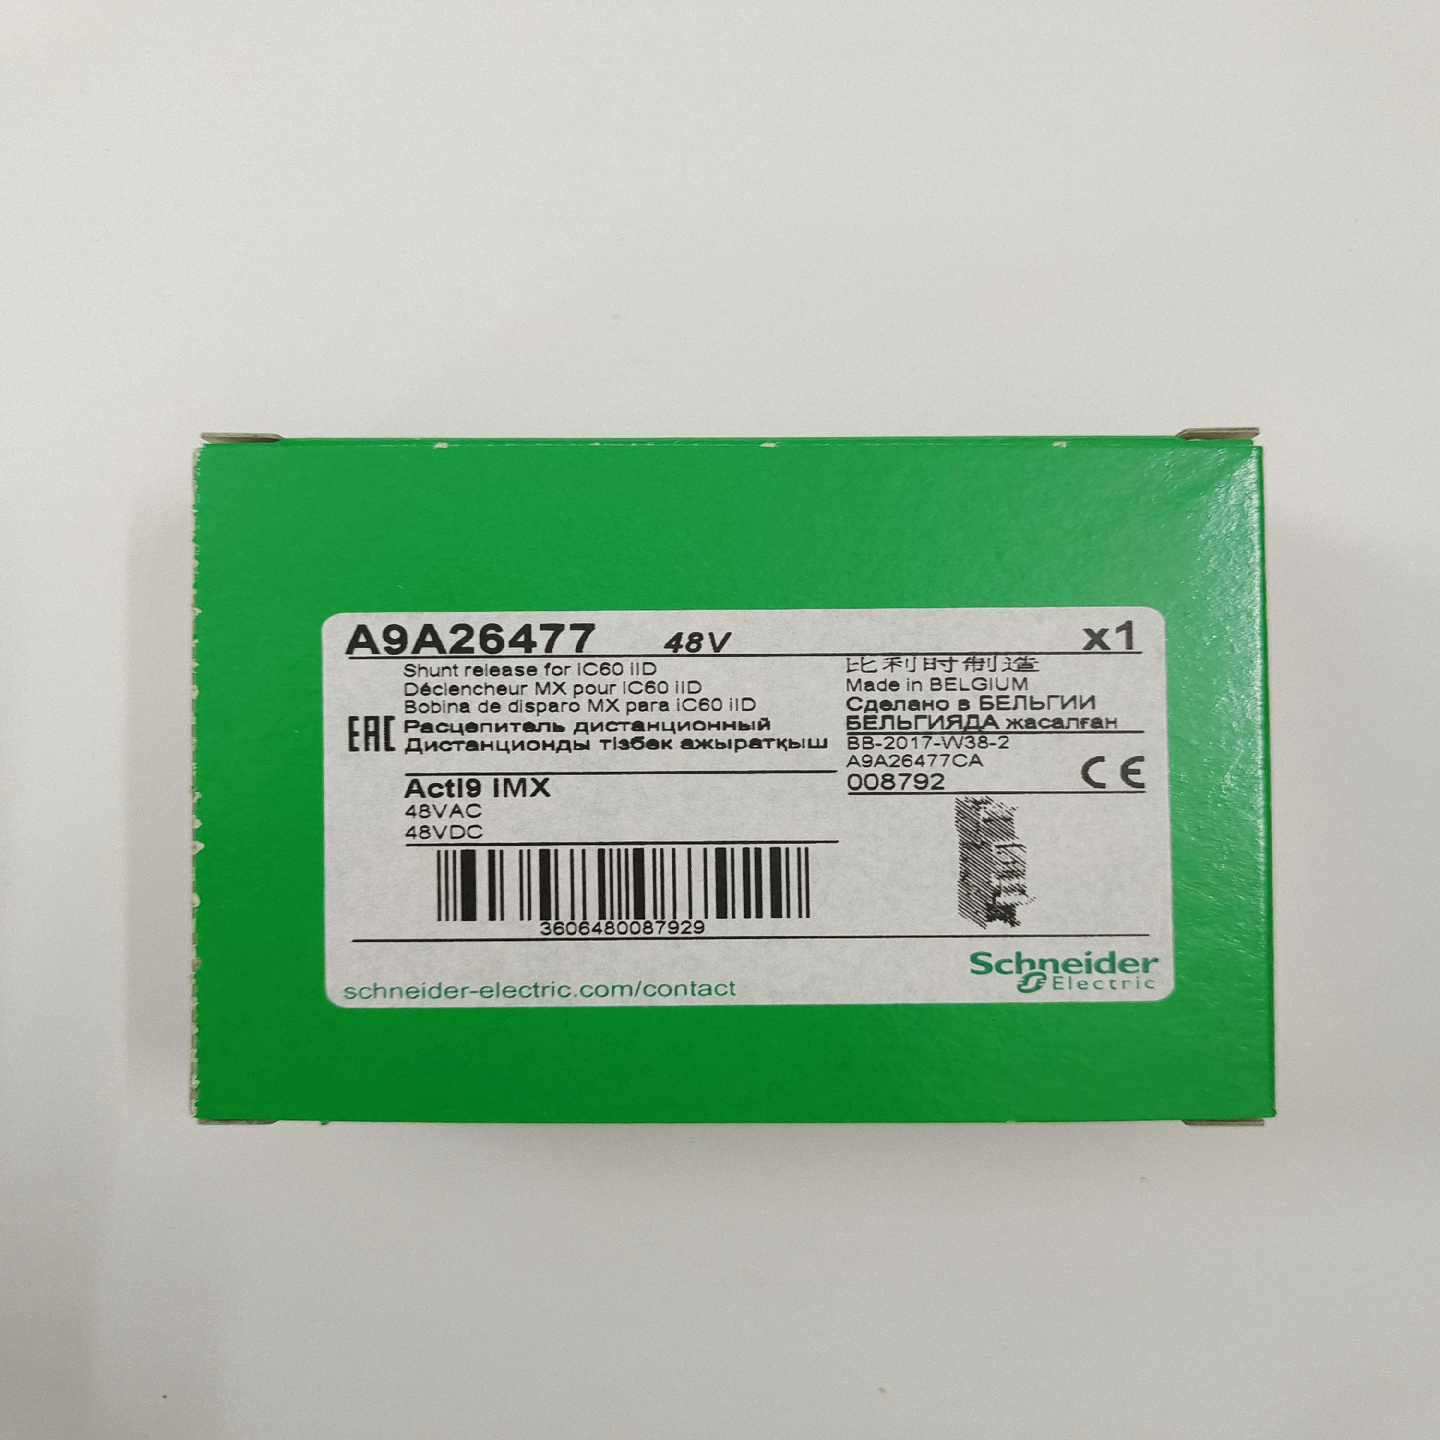 A9A26477 48V x1
Shunt release for iC60 iID
Déclencheur MX pour iC60 iID
Bobina de disparo MX para iC60 iID
EAC
Расцепитель дистанционный
Дистанционды тізбек ажыратқыш
比利时制造
Made in BELGIUM
Сделано в БЕЛЬГИИ
БЕЛЬГИЯДА жасалған
BB-2017-W38-2
A9A26477CA
008792
CE
Acti9 iMX
48VAC
48VDC
3606480087929
schneider-electric.com/contact
Schneider
Electric